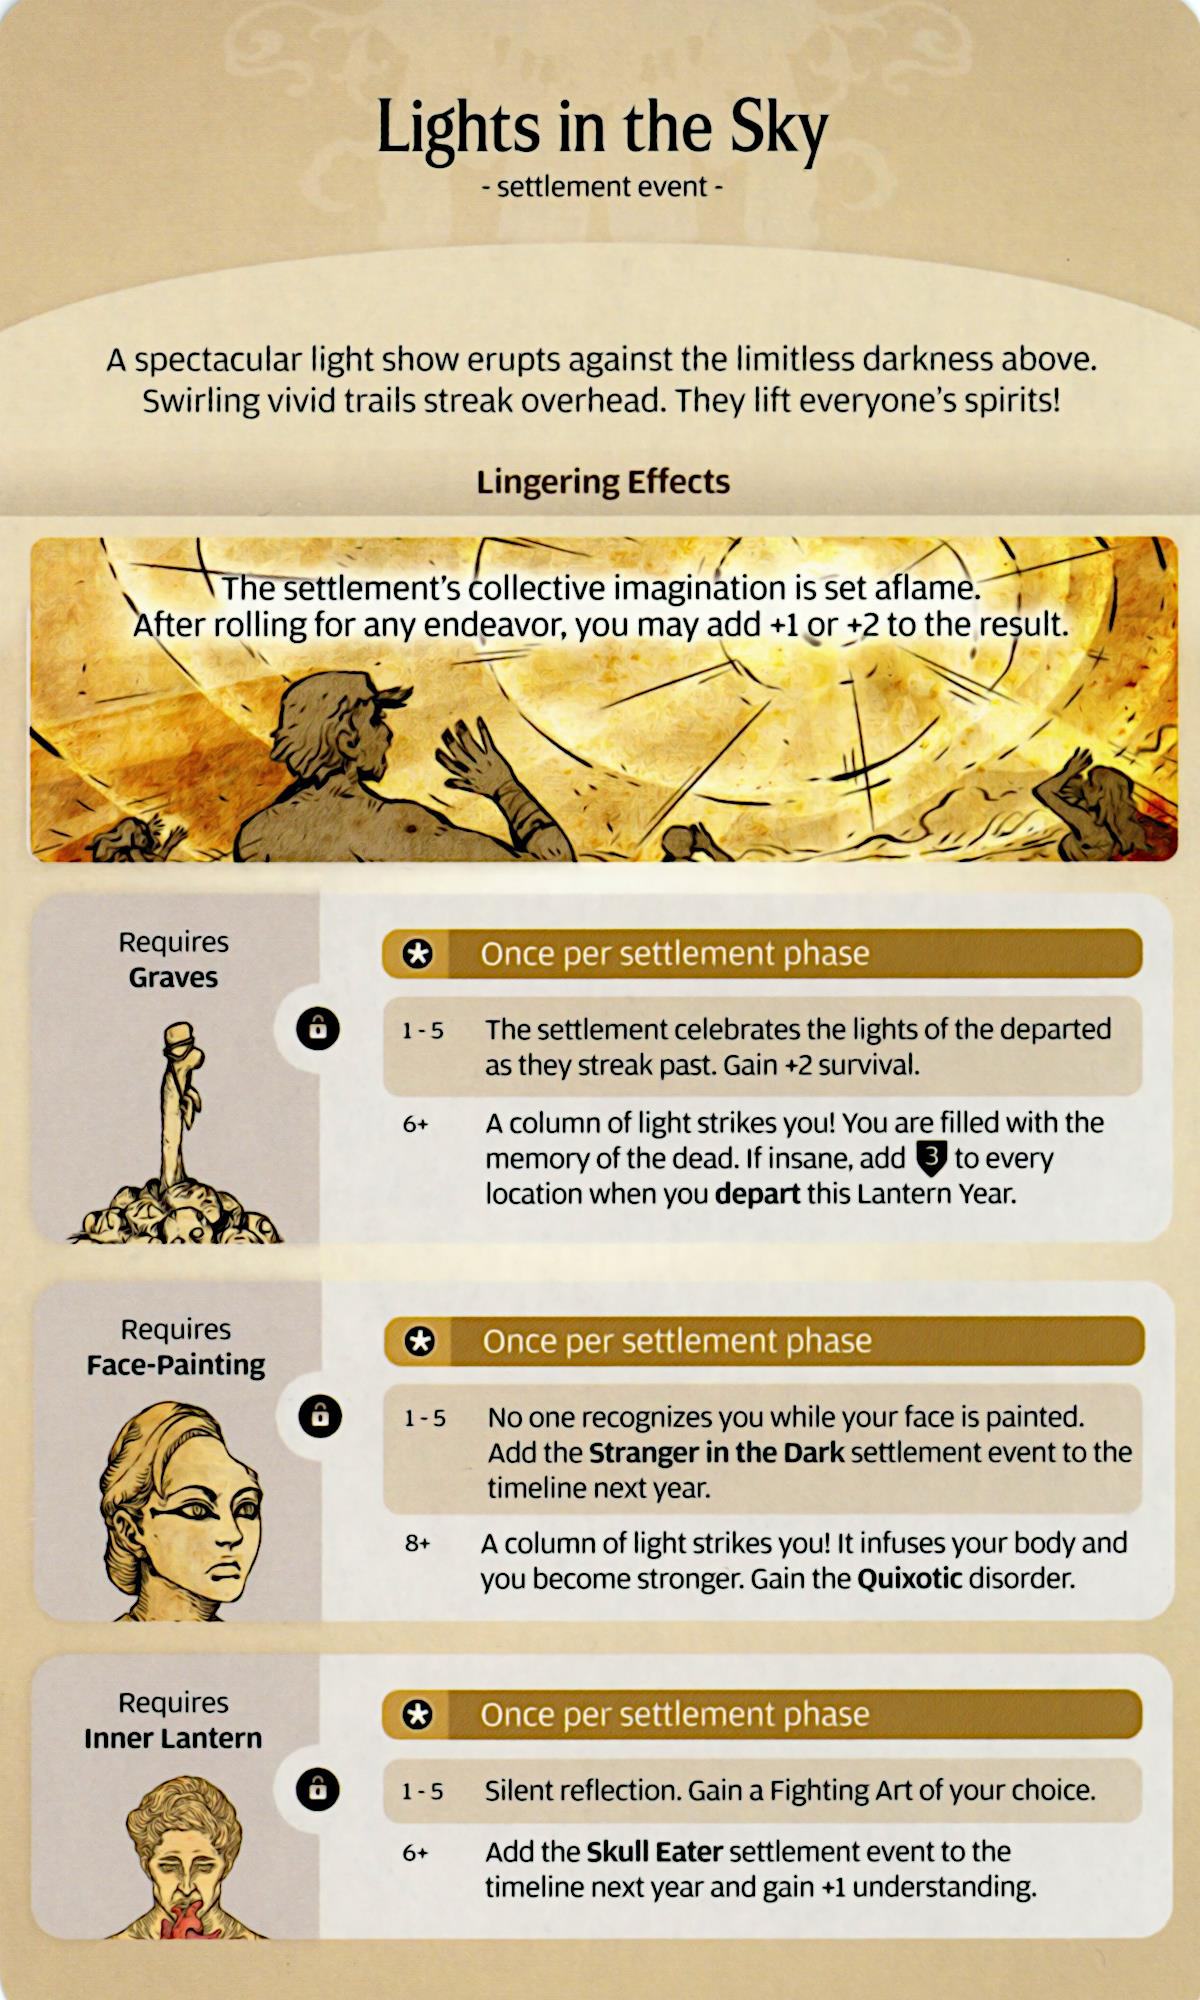 Lights in the Sky
- settlement event -
A spectacular light show erupts against the limitless darkness above.
Swirling vivid trails streak overhead. They lift everyone's spirits!
Lingering Effects
The settlement's collective imagination is set aflame.
After rolling for any endeavor, you may add +1 or +2 to the result.
Requires
Graves
Once per settlement phase
1 - 5 The settlement celebrates the lights of the departed
as they streak past. Gain +2 survival.
6+ A column of light strikes you! You are filled with the
memory of the dead. If insane, add 3 to every
location when you depart this Lantern Year.
Requires
Face-Painting
Once per settlement phase
1 - 5 No one recognizes you while your face is painted.
Add the Stranger in the Dark settlement event to the
timeline next year.
8+ A column of light strikes you! It infuses your body and
you become stronger. Gain the Quixotic disorder.
Requires
Inner Lantern
Once per settlement phase
1 - 5 Silent reflection. Gain a Fighting Art of your choice.
6+ Add the Skull Eater settlement event to the
timeline next year and gain +1 understanding.